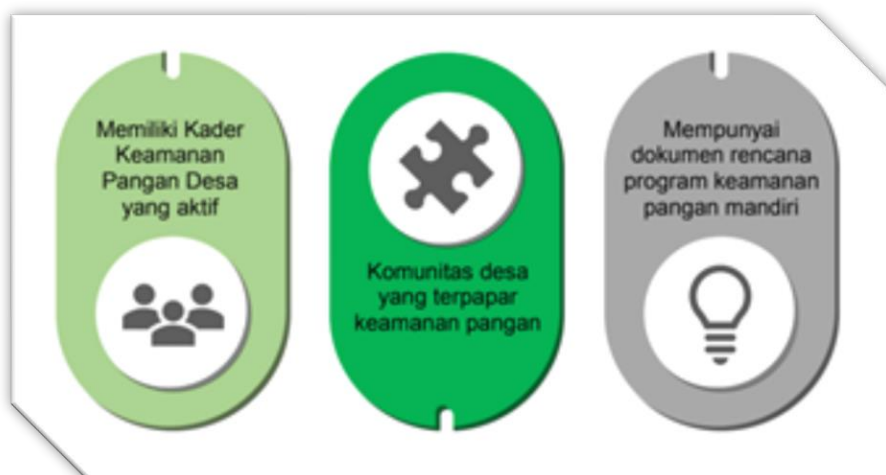 Memiliki Kader
Keamanan
Pangan Desa
yang aktif
Komunitas desa
yang terpapar
keamanan pangan
Mempunyai
dokumen rencana
program keamanan
pangan mandiri